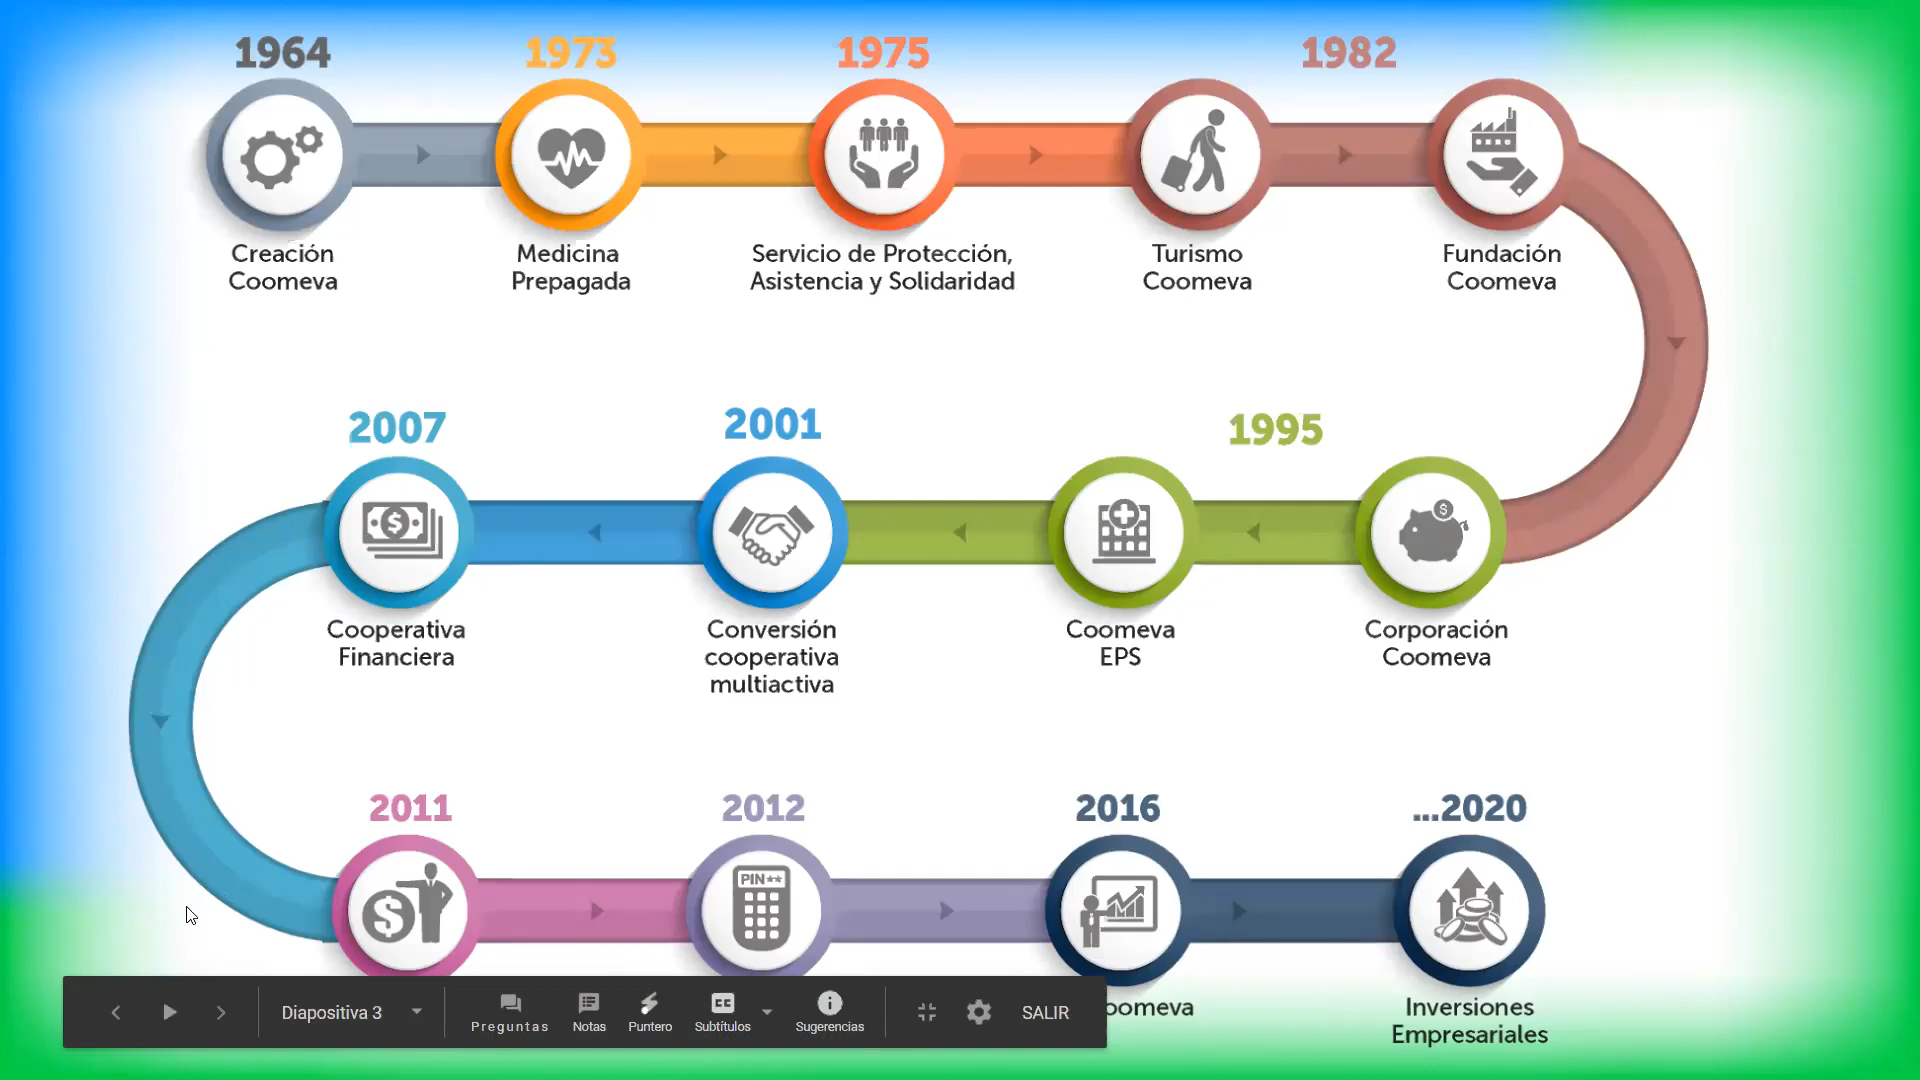 1964
1973
1975
1982
Creación
Coomeva
Medicina
Prepagada
Servicio de Protección,
Asistencia y Solidaridad
Turismo
Coomeva
Fundación
Coomeva
2007
2001
1995
Cooperativa
Financiera
Conversión
cooperativa
multiactiva
Coomeva
EPS
Corporación
Coomeva
2011
2012
2016
...2020
PIN**
Inversiones
Empresariales
Diapositiva 3
Preguntas
Notas
Puntero
CC
Subtítulos
Sugerencias
SALIR